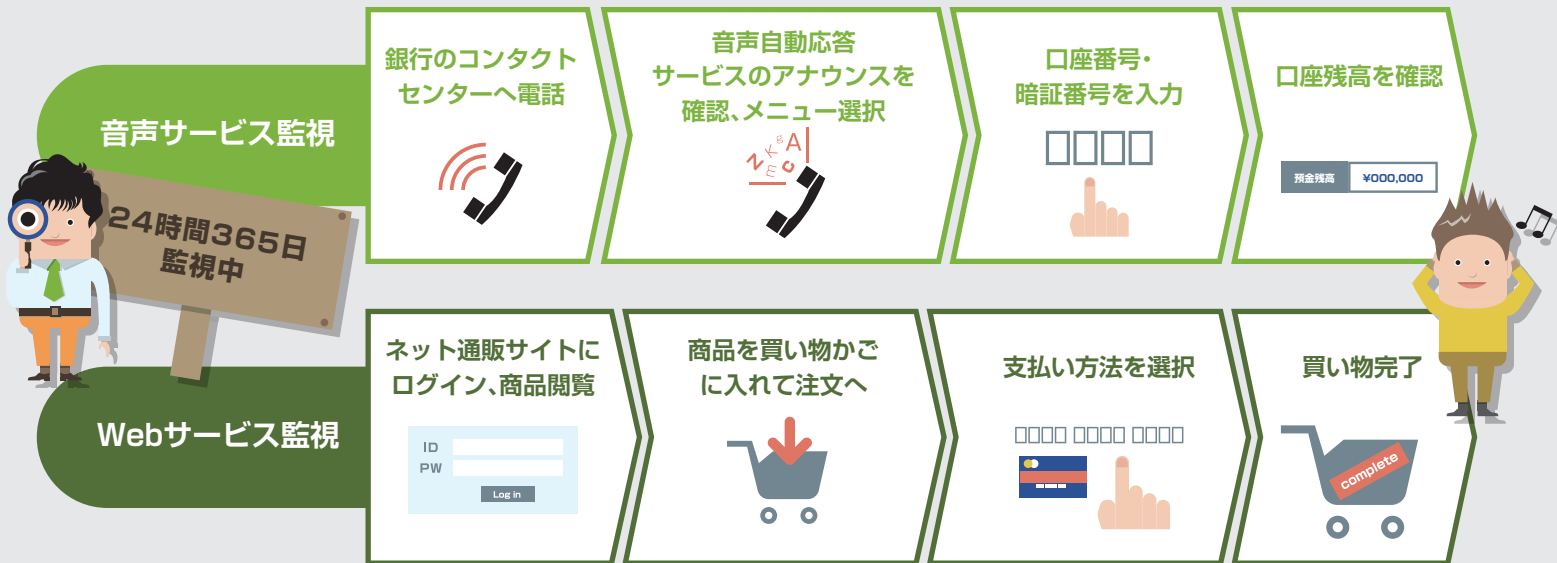 音声サービス監視
24時間365日
監視中
銀行のコンタクト
センターへ電話
音声自動応答
サービスのアナウンスを
確認、メニュー選択
N
E
K
g
A
C
口座番号・
暗証番号を入力
口座残高を確認
預金残高 ¥000,000
Webサービス監視
ネット通販サイトに
ログイン、商品閲覧
ID
PW
Log in
商品を買い物かご
に入れて注文へ
支払い方法を選択
買い物完了
complete